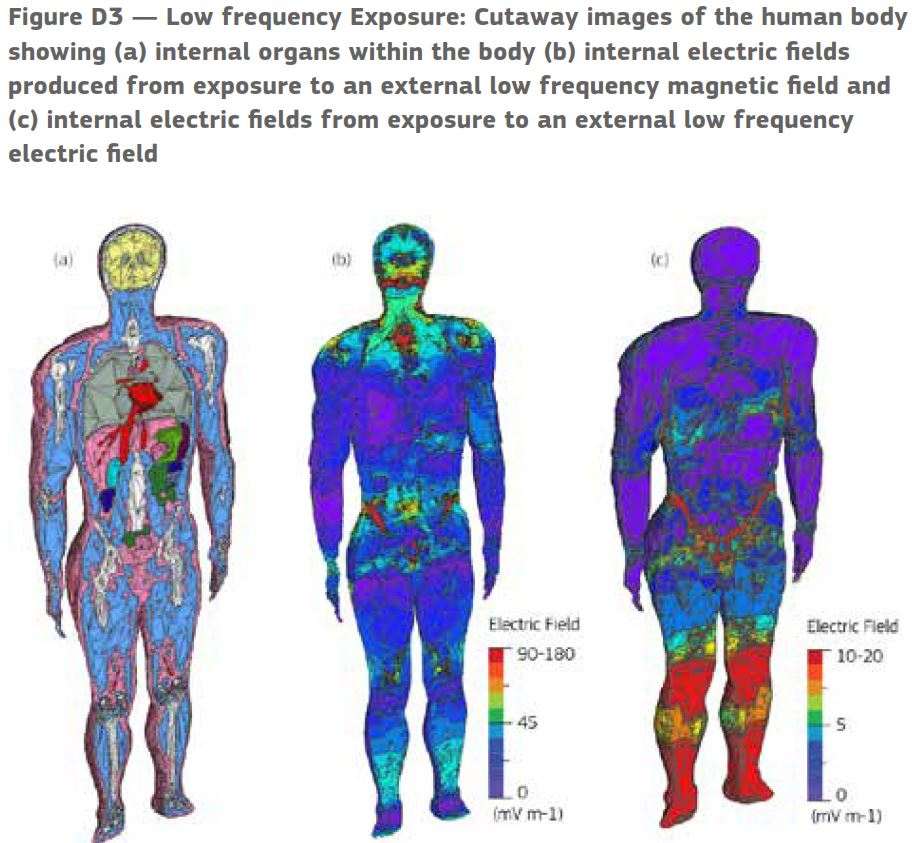 Figure D3 — Low frequency Exposure: Cutaway images of the human body
showing (a) internal organs within the body (b) internal electric fields
produced from exposure to an external low frequency magnetic field and
(c) internal electric fields from exposure to an external low frequency
electric field
(a)
(b)
(c)
Electric Field
90-180
45
0
(mV m-1)
Electric Field
10-20
5
0
(mV m-1)